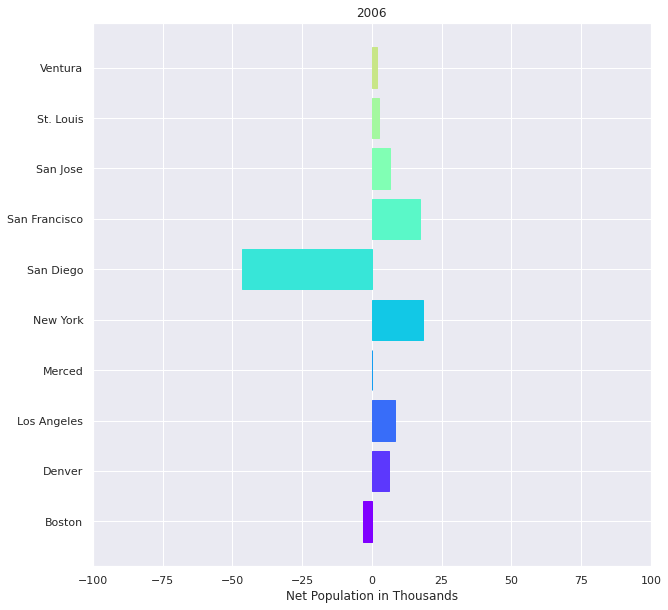 2006
Ventura
St. Louis
San Jose
San Francisco
San Diego
New York
Merced
Los Angeles
Denver
Boston
−100 −75 −50 −25 0 25 50 75 100
Net Population in Thousands